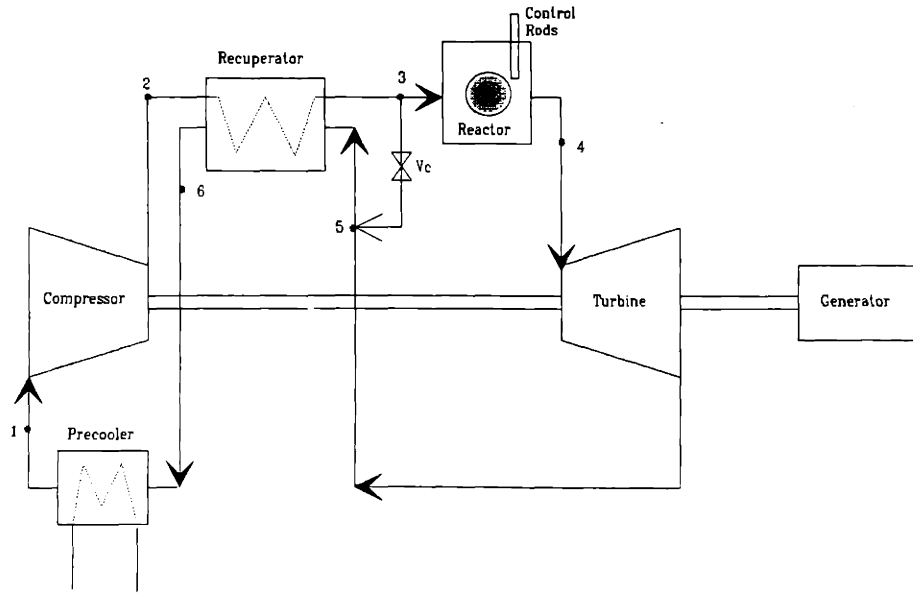 Control
Rods
Recuperator
2
3
Reactor
4
Vc
6
5
Compressor
Turbine
Generator
1
Precooler